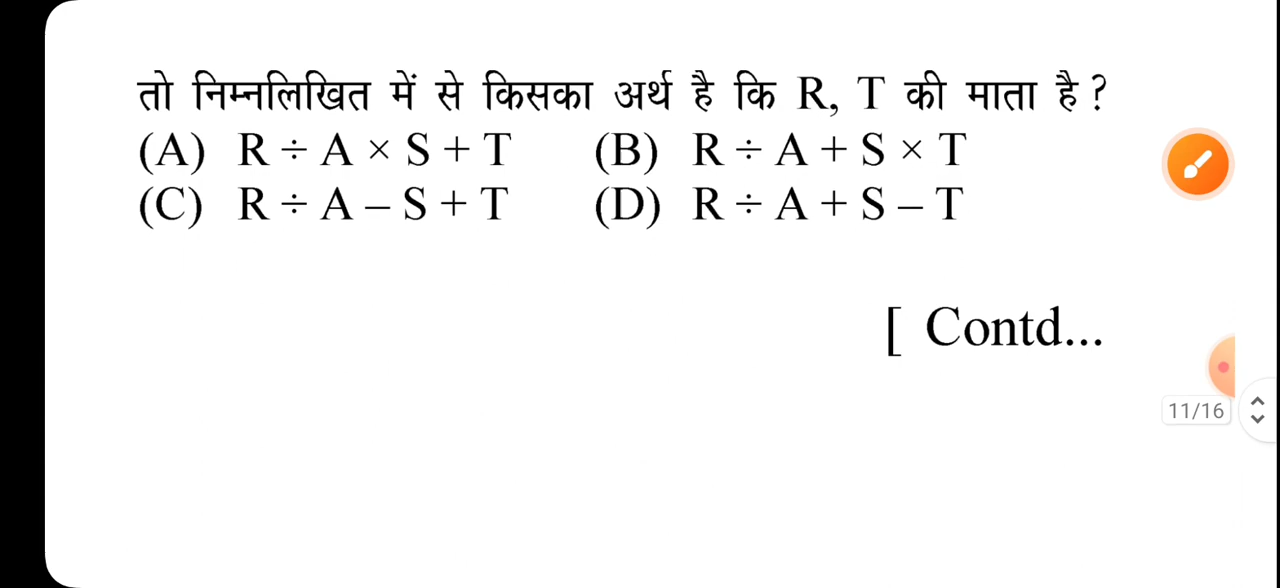 तो निम्नलिखित में से किसका अर्थ है कि R, T की माता है ?
(A) R ÷ A × S + T (B) R ÷ A + S × T
(C) R ÷ A – S + T (D) R ÷ A + S – T
[ Contd...
11/16